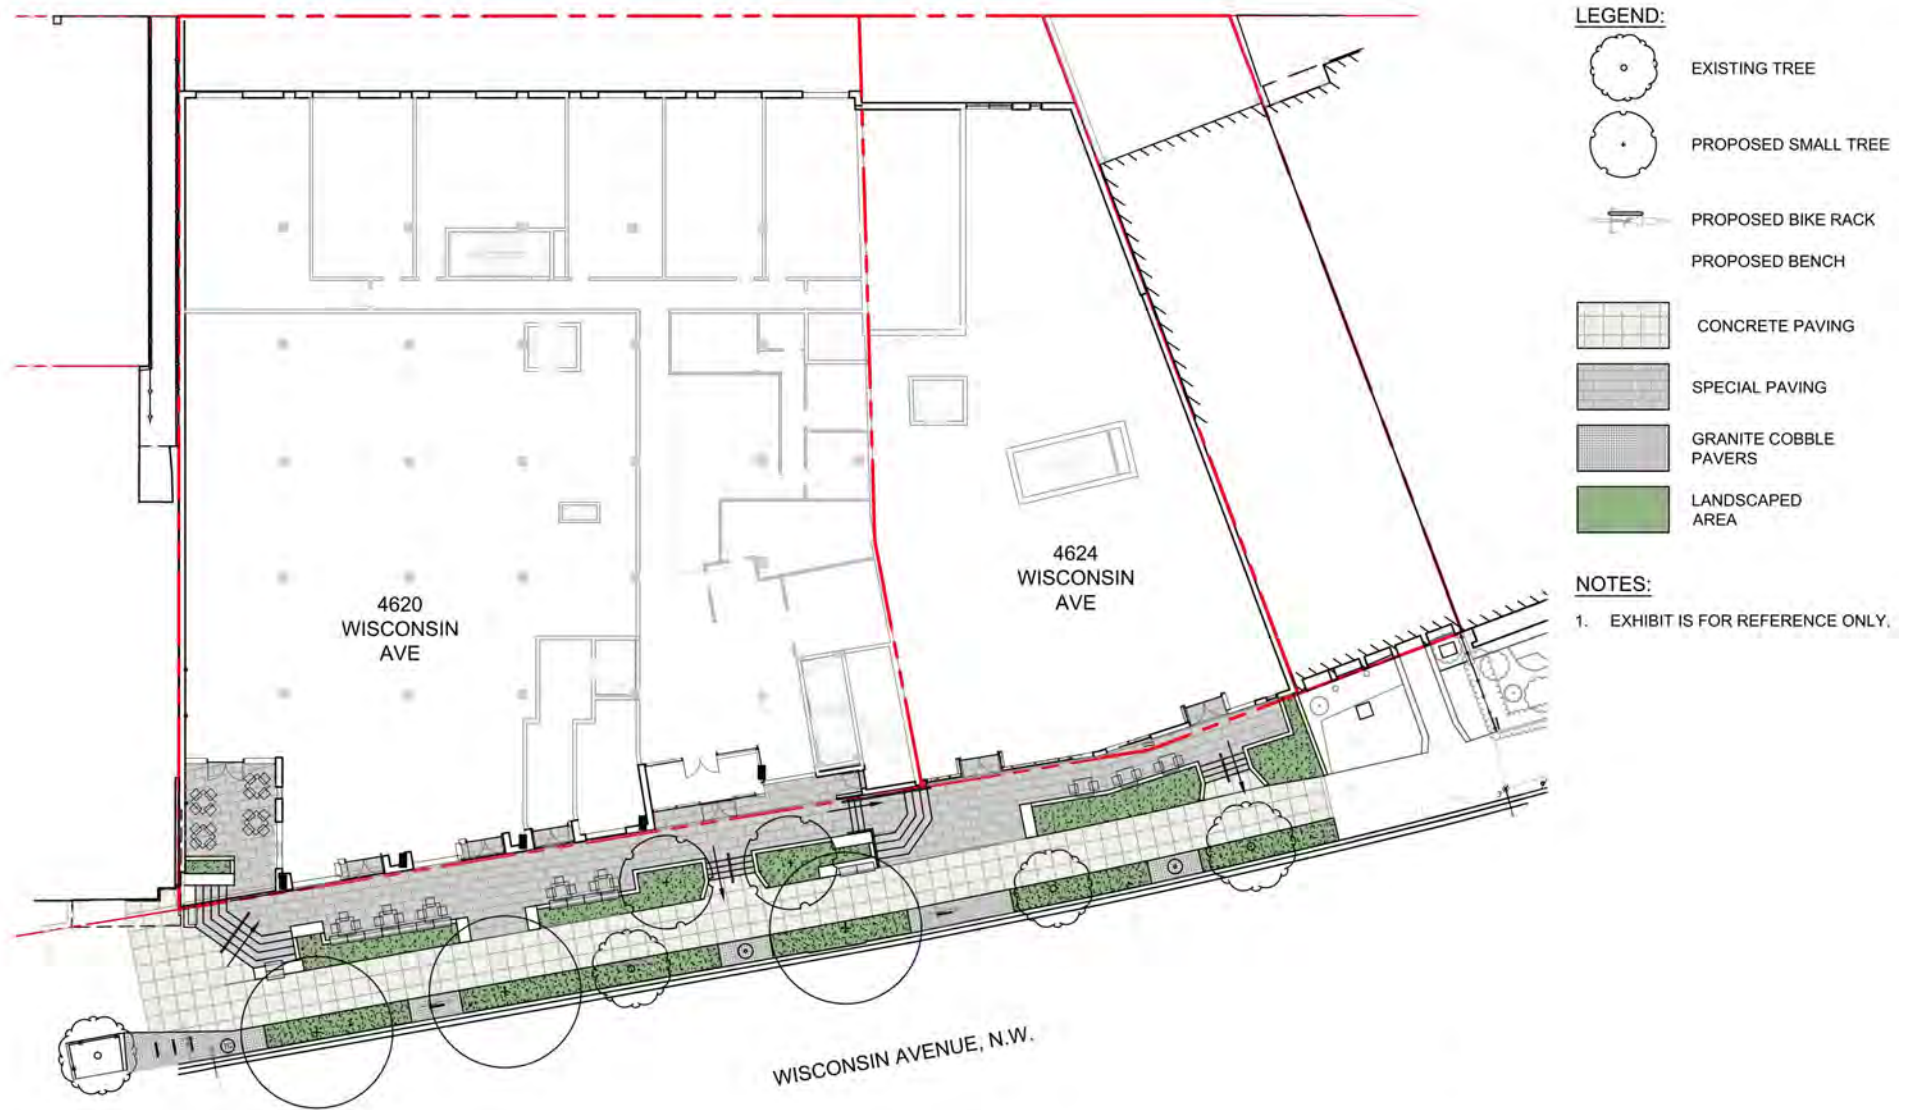 LEGEND:
EXISTING TREE
PROPOSED SMALL TREE
PROPOSED BIKE RACK
PROPOSED BENCH
CONCRETE PAVING
SPECIAL PAVING
GRANITE COBBLE
PAVERS
LANDSCAPED
AREA
NOTES:
1. EXHIBIT IS FOR REFERENCE ONLY.
4620
WISCONSIN
AVE
4624
WISCONSIN
AVE
WISCONSIN AVENUE, N.W.